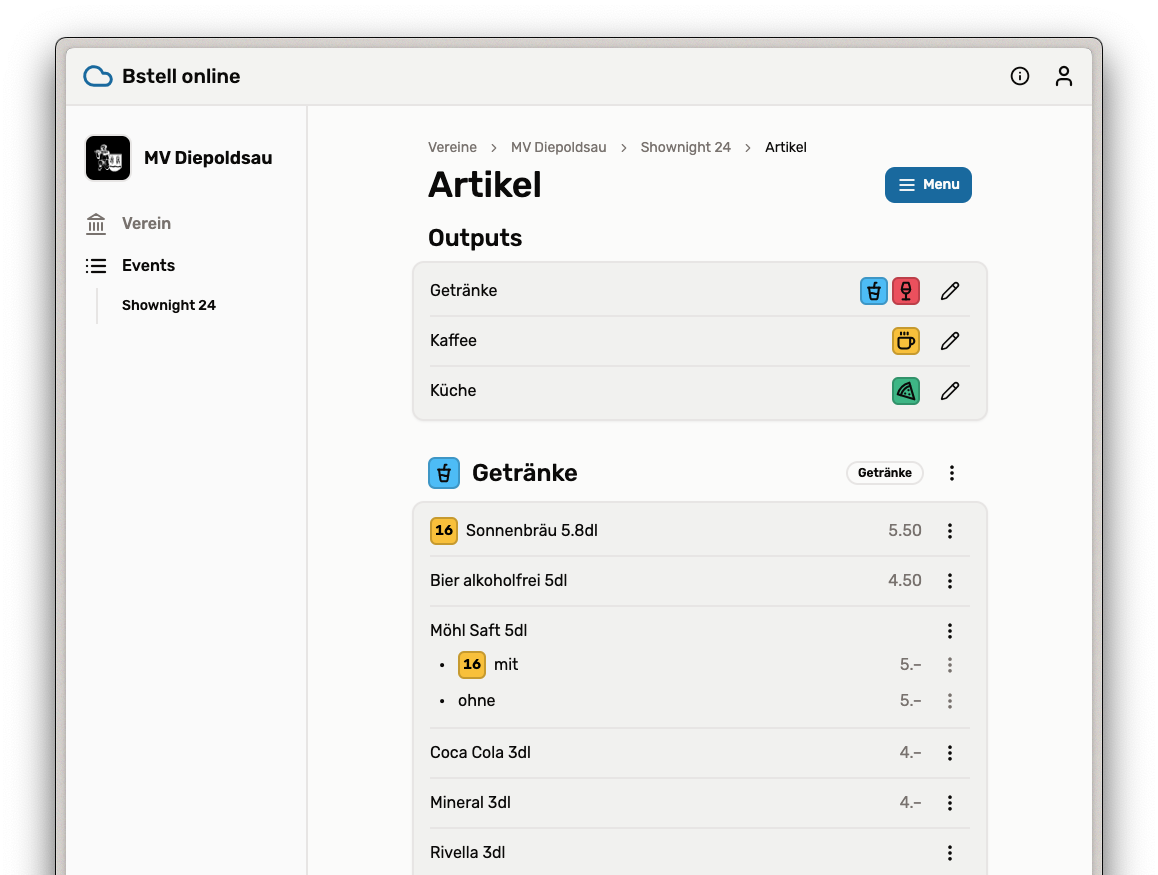 Bstell online
MV Diepoldsau
Verein
Events
Shownight 24
Vereine > MV Diepoldsau > Shownight 24 > Artikel
Artikel
Menu
Outputs
Getränke
Kaffee
Küche
Getränke Getränke
16 Sonnenbräu 5.8dl 5.50
Bier alkoholfrei 5dl 4.50
Möhl Saft 5dl
• 16 mit 5.–
• ohne 5.–
Coca Cola 3dl 4.–
Mineral 3dl 4.–
Rivella 3dl